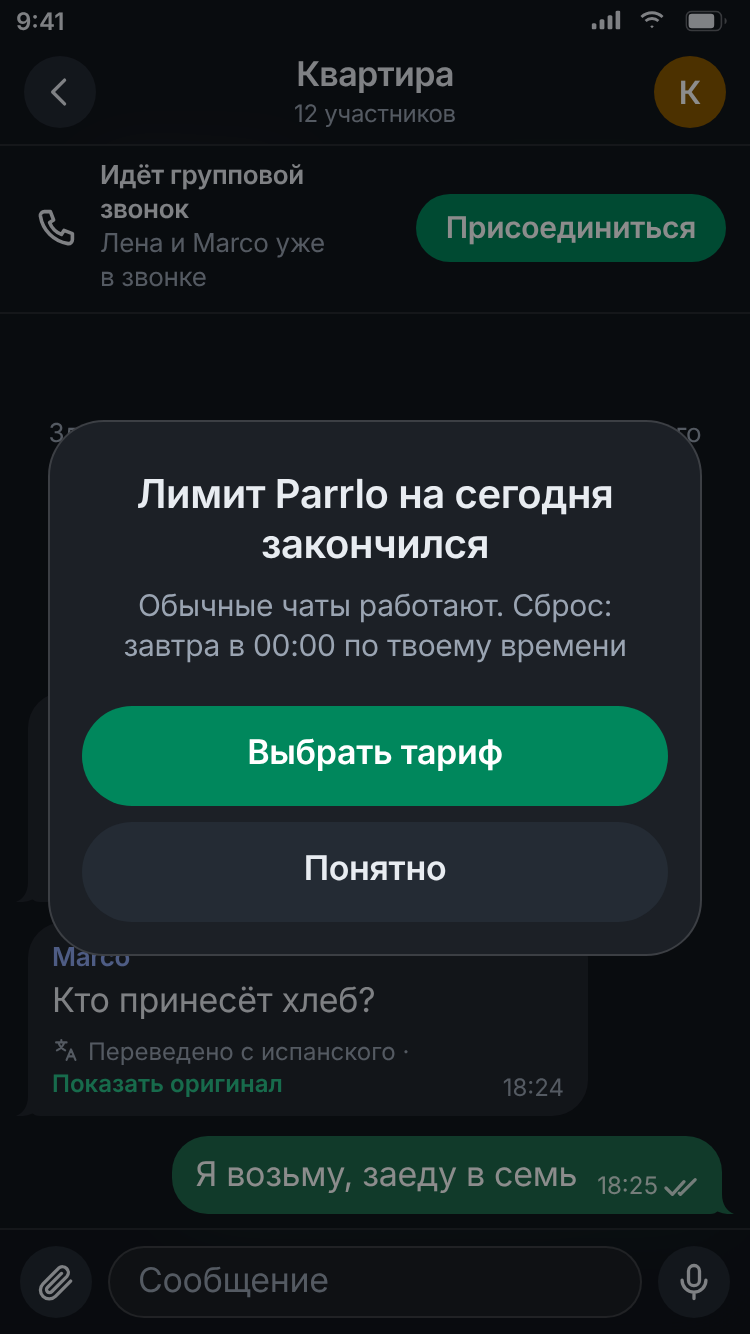 9:41
Квартира
12 участников
К
Идёт групповой
звонок
Лена и Marco уже
в звонке
Присоединиться
Лимит Parrlo на сегодня
закончился
Обычные чаты работают. Сброс:
завтра в 00:00 по твоему времени
Выбрать тариф
Понятно
Marco
Кто принесёт хлеб?
Переведено с испанского ·
Показать оригинал
18:24
Я возьму, заеду в семь
18:25
Сообщение